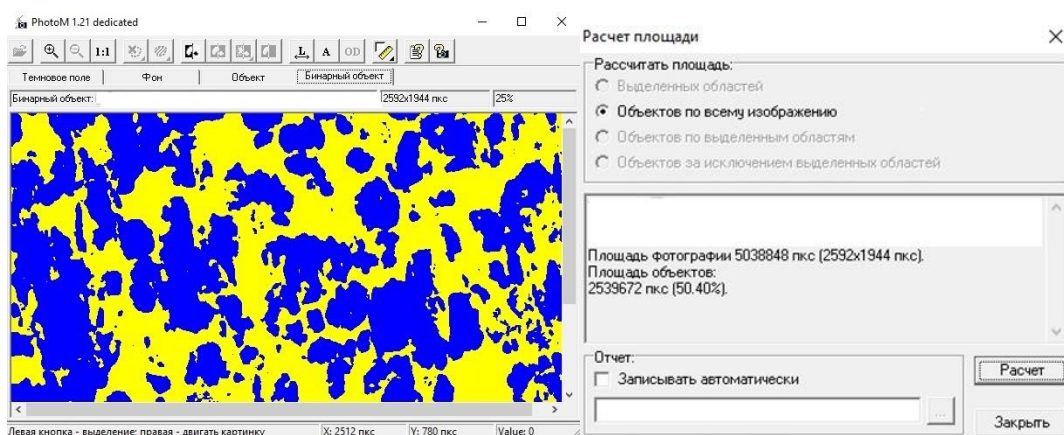 PhotoM 1.21 dedicated
1:1
L A OD
Темновое поле
Фон
Объект
Бинарный объект
Бинарный объект:
2592x1944 пкс
25%
Левая кнопка - выделение; правая - двигать картинку
X: 2512 пкс
Y: 780 пкс
Value: 0
Расчет площади
Рассчитать площадь:
Выделенных областей
Объектов по всему изображению
Объектов по выделенным областям
Объектов за исключением выделенных областей
Площадь фотографии 5038848 пкс (2592x1944 пкс).
Площадь объектов:
2539672 пкс (50.40%).
Отчет:
Записывать автоматически
...
Расчет
Закрыть